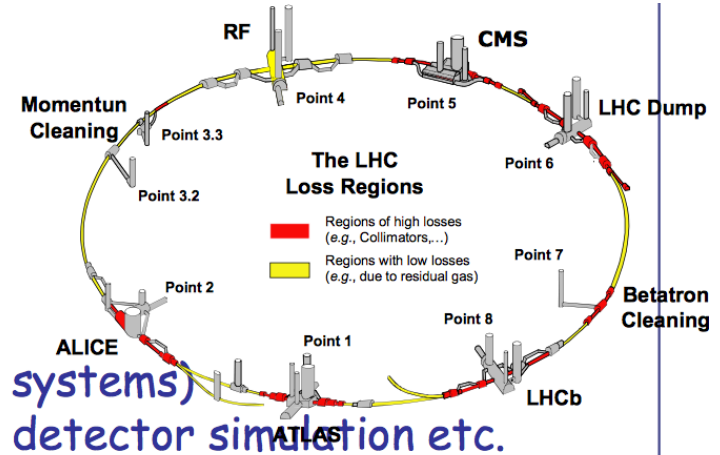 RF
CMS
Point 4
Point 5
Momentun
Cleaning
Point 3.3
LHC Dump
Point 6
The LHC
Loss Regions
Point 3.2
Regions of high losses
(e.g., Collimators,...)
Regions with low losses
(e.g., due to residual gas)
Point 7
Betatron
Cleaning
Point 2
Point 1
Point 8
ALICE
LHCb
systems)
ATLAS
detector simulation etc.